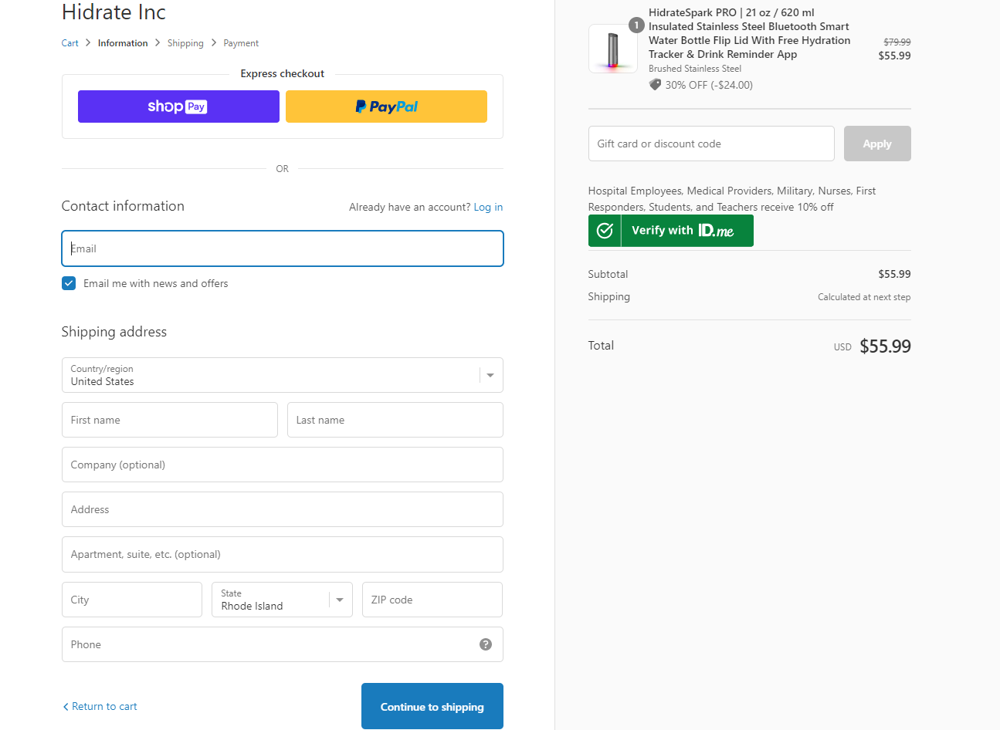 Hidrate Inc
Cart > Information > Shipping > Payment
Express checkout
shop Pay
PayPal
OR
Contact information
Already have an account? Log in
Email
Email me with news and offers
Shipping address
Country/region
United States
First name
Last name
Company (optional)
Address
Apartment, suite, etc. (optional)
City
State
Rhode Island
ZIP code
Phone
?
Return to cart
Continue to shipping
1
HidrateSpark PRO | 21 oz / 620 ml
Insulated Stainless Steel Bluetooth Smart
Water Bottle Flip Lid With Free Hydration
Tracker & Drink Reminder App
Brushed Stainless Steel
30% OFF (-$24.00)
$79.99
$55.99
Gift card or discount code
Apply
Hospital Employees, Medical Providers, Military, Nurses, First
Responders, Students, and Teachers receive 10% off
Verify with ID.me
Subtotal $55.99
Shipping Calculated at next step
Total USD $55.99